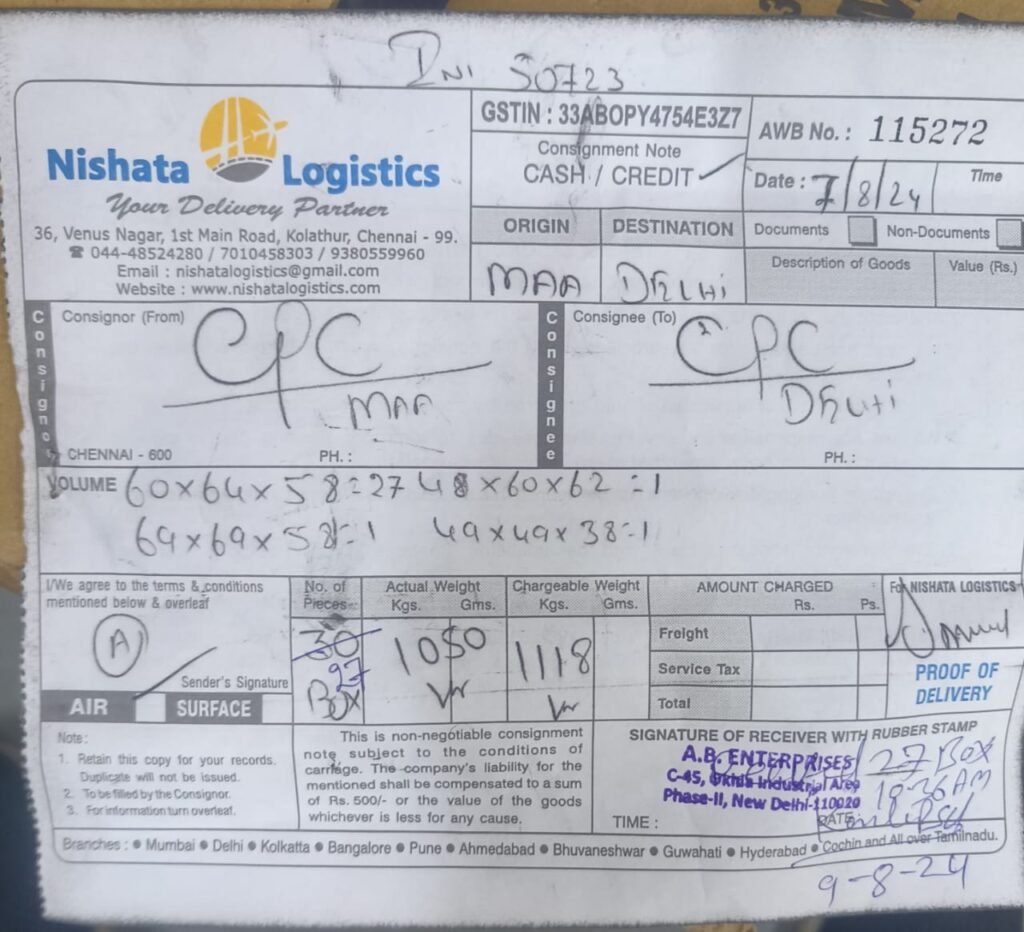 INI 50723
Nishata Logistics
Your Delivery Partner
36, Venus Nagar, 1st Main Road, Kolathur, Chennai - 99.
☎ 044-48524280 / 7010458303 / 9380559960
Email : nishatalogistics@gmail.com
Website : www.nishatalogistics.com
GSTIN : 33ABOPY4754E3Z7
Consignment Note
CASH / CREDIT ✓
AWB No. : 115272
Date : 7/8/24 Time
ORIGIN DESTINATION
MAA DELHI
Documents Non-Documents
Description of Goods Value (Rs.)
Consignor
Consignor (From)
CPC
MAA
CHENNAI - 600 PH. :
Consignee
Consignee (To)
CPC
DELHI
PH. :
VOLUME 60x64x58=27 48x60x62=1
69x69x58=1 49x49x38=1
I/We agree to the terms & conditions
mentioned below & overleaf
A
Sender's Signature
AIR SURFACE
No. of Pieces
30
27
BOX
Actual Weight
Kgs. Gms.
1050
Chargeable Weight
Kgs. Gms.
1118
AMOUNT CHARGED
Rs. Ps.
Freight
Service Tax
Total
For NISHATA LOGISTICS
PROOF OF
DELIVERY
Note :
1. Retain this copy for your records.
Duplicate will not be issued.
2. To be filled by the Consignor.
3. For information turn overleaf.
This is non-negotiable consignment
note, subject to the conditions of
carriage. The company's liability for the
mentioned shall be compensated to a sum
of Rs. 500/- or the value of the goods
whichever is less for any cause.
SIGNATURE OF RECEIVER WITH RUBBER STAMP
A.B. ENTERPRISES
C-45, Okhla Industrial Area
Phase-II, New Delhi-110020
27 BOX
10:26AM
TIME : DATE
Branches : ● Mumbai ● Delhi ● Kolkatta ● Bangalore ● Pune ● Ahmedabad ● Bhuvaneshwar ● Guwahati ● Hyderabad ● Cochin and All over Tamilnadu.
9-8-24